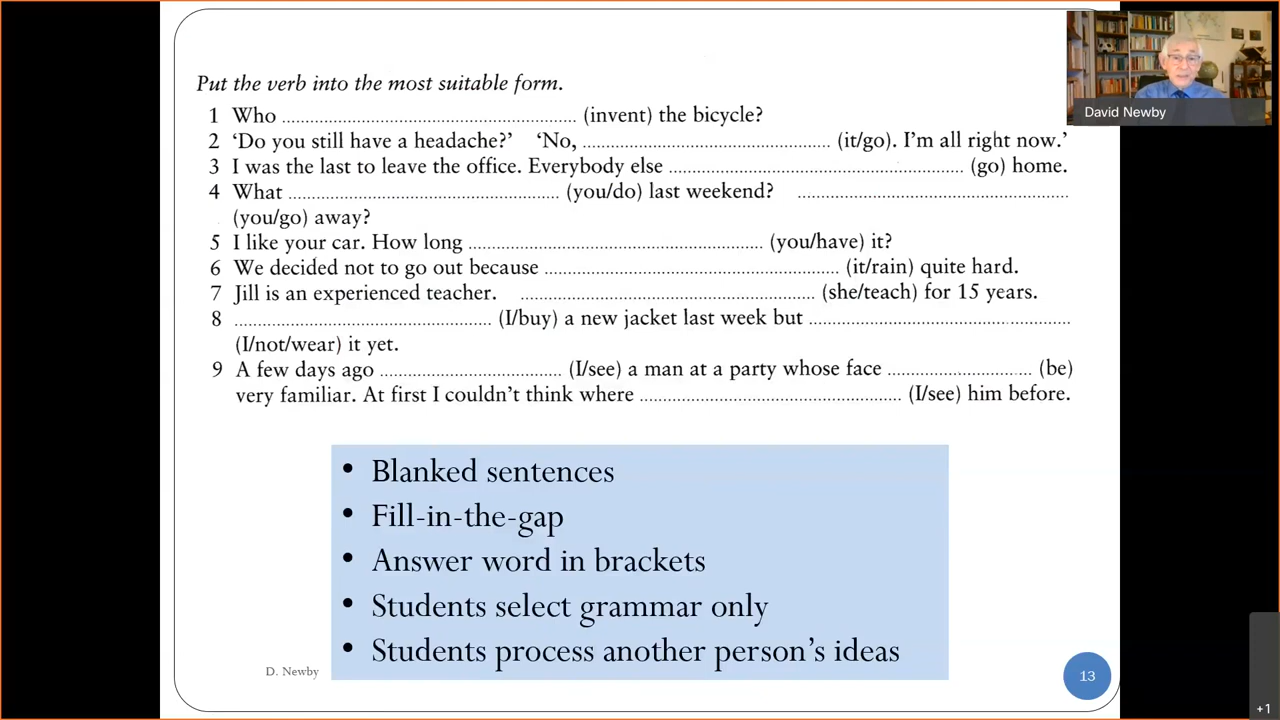 Put the verb into the most suitable form.
1 Who .................... (invent) the bicycle?
2 ‘Do you still have a headache?’ ‘No, .................... (it/go). I’m all right now.’
3 I was the last to leave the office. Everybody else .................... (go) home.
4 What .................... (you/do) last weekend? ....................
(you/go) away?
5 I like your car. How long .................... (you/have) it?
6 We decided not to go out because .................... (it/rain) quite hard.
7 Jill is an experienced teacher. .................... (she/teach) for 15 years.
8 .................... (I/buy) a new jacket last week but ....................
(I/not/wear) it yet.
9 A few days ago .................... (I/see) a man at a party whose face .................... (be)
very familiar. At first I couldn’t think where .................... (I/see) him before.
• Blanked sentences
• Fill-in-the-gap
• Answer word in brackets
• Students select grammar only
• Students process another person’s ideas
D. Newby
13
David Newby
+1